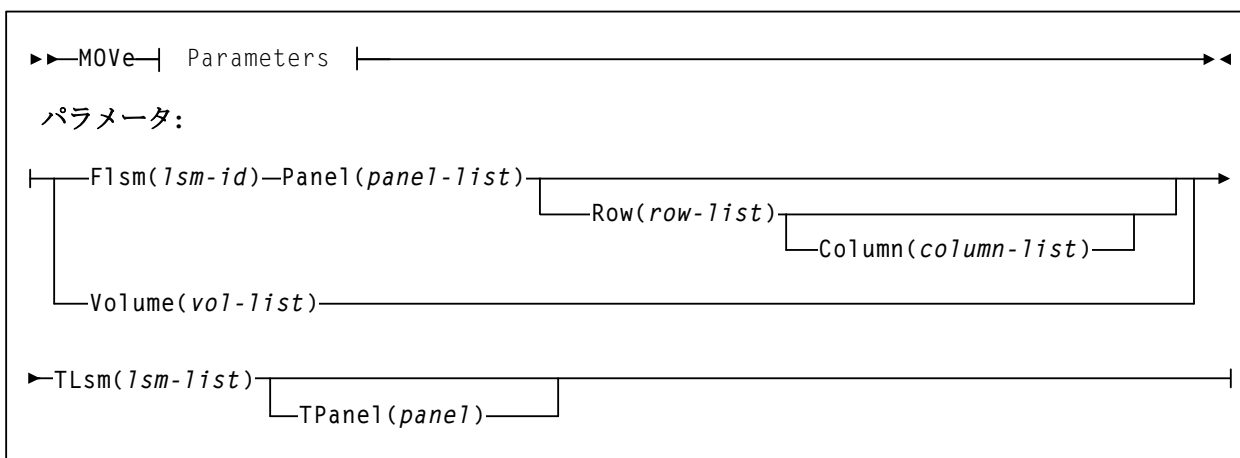 MOVe Parameters
パラメータ:
Flsm(lsm-id) Panel(panel-list)
Row(row-list)
Column(column-list)
Volume(vol-list)
TLsm(lsm-list)
TPanel(panel)